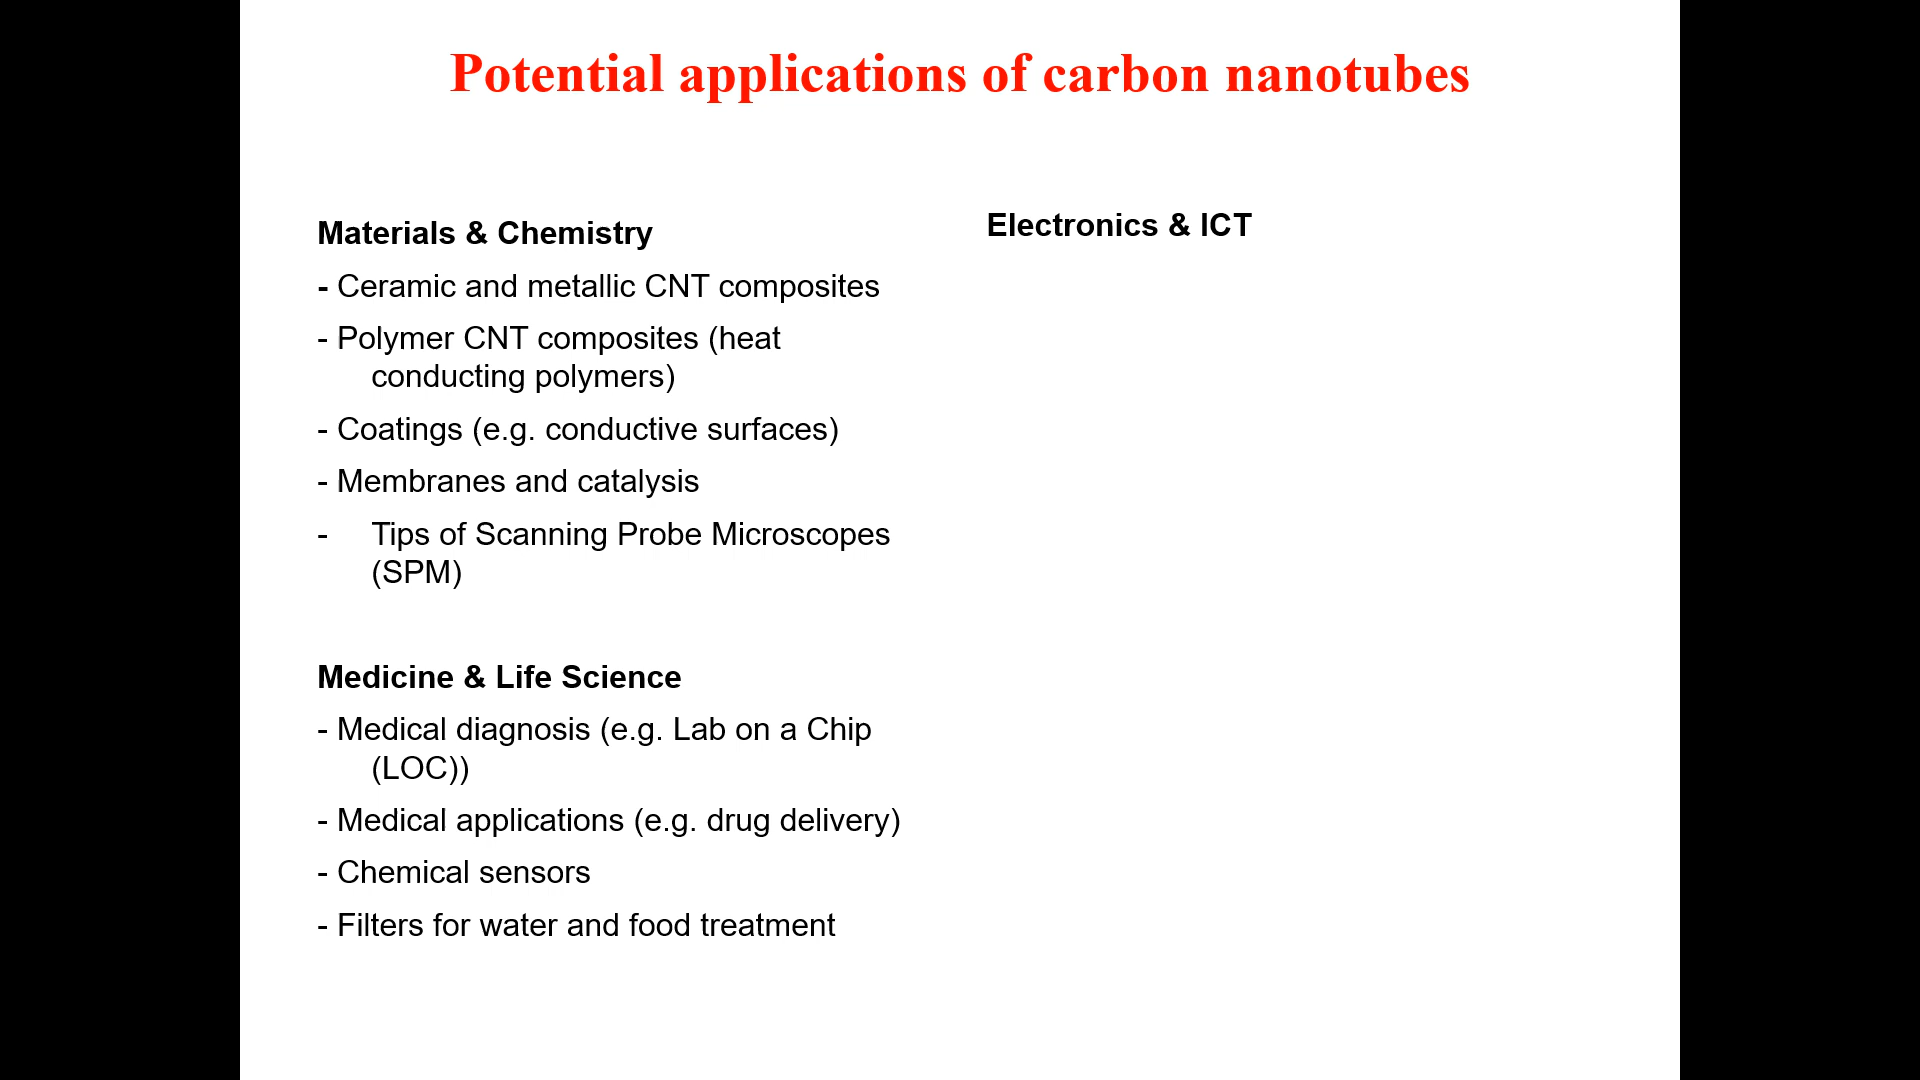 Potential applications of carbon nanotubes
Materials & Chemistry
- Ceramic and metallic CNT composites
- Polymer CNT composites (heat
conducting polymers)
- Coatings (e.g. conductive surfaces)
- Membranes and catalysis
- Tips of Scanning Probe Microscopes
(SPM)
Medicine & Life Science
- Medical diagnosis (e.g. Lab on a Chip
(LOC))
- Medical applications (e.g. drug delivery)
- Chemical sensors
- Filters for water and food treatment
Electronics & ICT